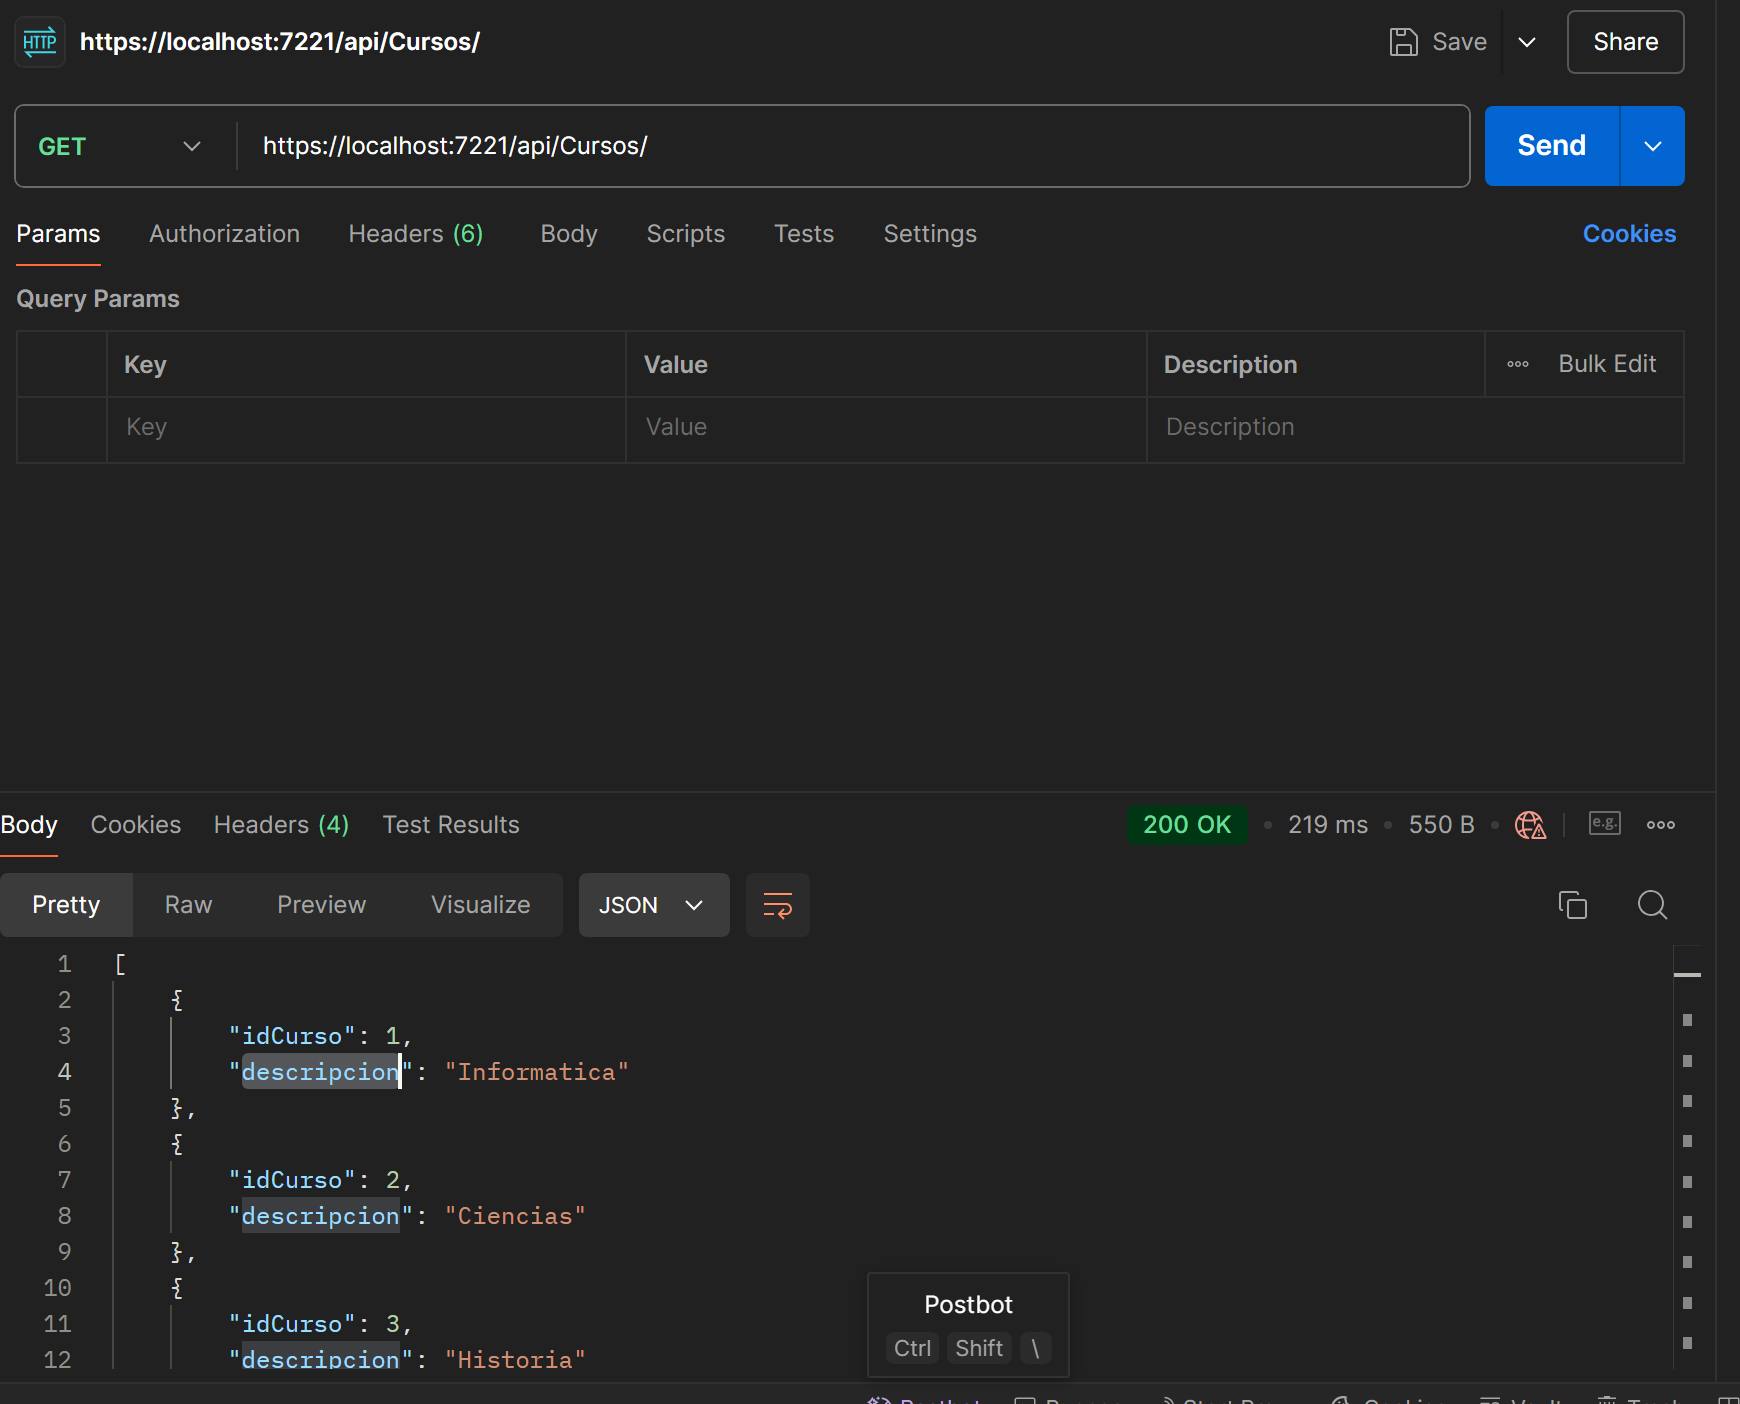 HTTP https://localhost:7221/api/Cursos/ Save Share
GET https://localhost:7221/api/Cursos/ Send
Params Authorization Headers (6) Body Scripts Tests Settings Cookies
Query Params
Key Value Description Bulk Edit
Key Value Description
Body Cookies Headers (4) Test Results 200 OK • 219 ms • 550 B • e.g.
Pretty Raw Preview Visualize JSON
1 [
2 {
3 "idCurso": 1,
4 "descripcion": "Informatica"
5 },
6 {
7 "idCurso": 2,
8 "descripcion": "Ciencias"
9 },
10 {
11 "idCurso": 3,
12 "descripcion": "Historia"
Postbot
Ctrl Shift \